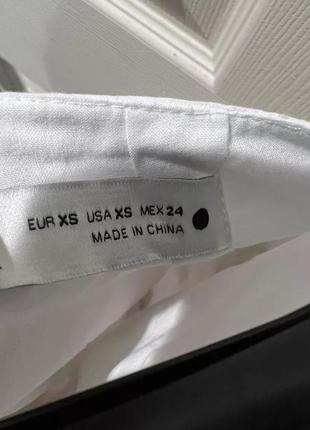 EUR XS USA XS MEX 24
MADE IN CHINA